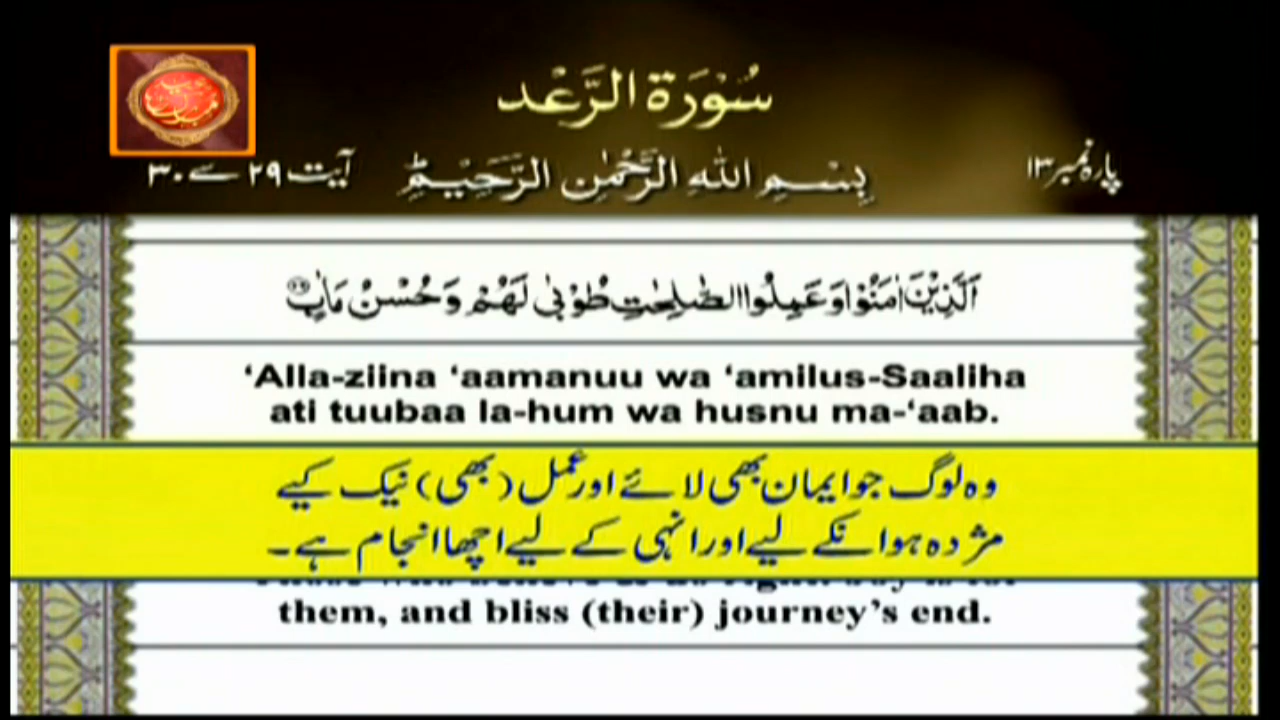 سُوْرَةُ الرَّعْد
پارہ نمبر ۱۳
بِسْمِ اللهِ الرَّحْمٰنِ الرَّحِيْمِ
آیت ۲۹ سے ۳۰
اَلَّذِيْنَ اٰمَنُوْا وَ عَمِلُوا الصّٰلِحٰتِ طُوْبٰى لَهُمْ وَ حُسْنُ مَاٰبٍ ۲۹
‘Alla-ziina ‘aamanuu wa ‘amilus-Saaliha
ati tuubaa la-hum wa husnu ma-‘aab.
وہ لوگ جو ایمان بھی لائے اور عمل (بھی) نیک کیے
مژدہ ہو انکے لیے اور انہی کے لیے اچھا انجام ہے۔
them, and bliss (their) journey’s end.